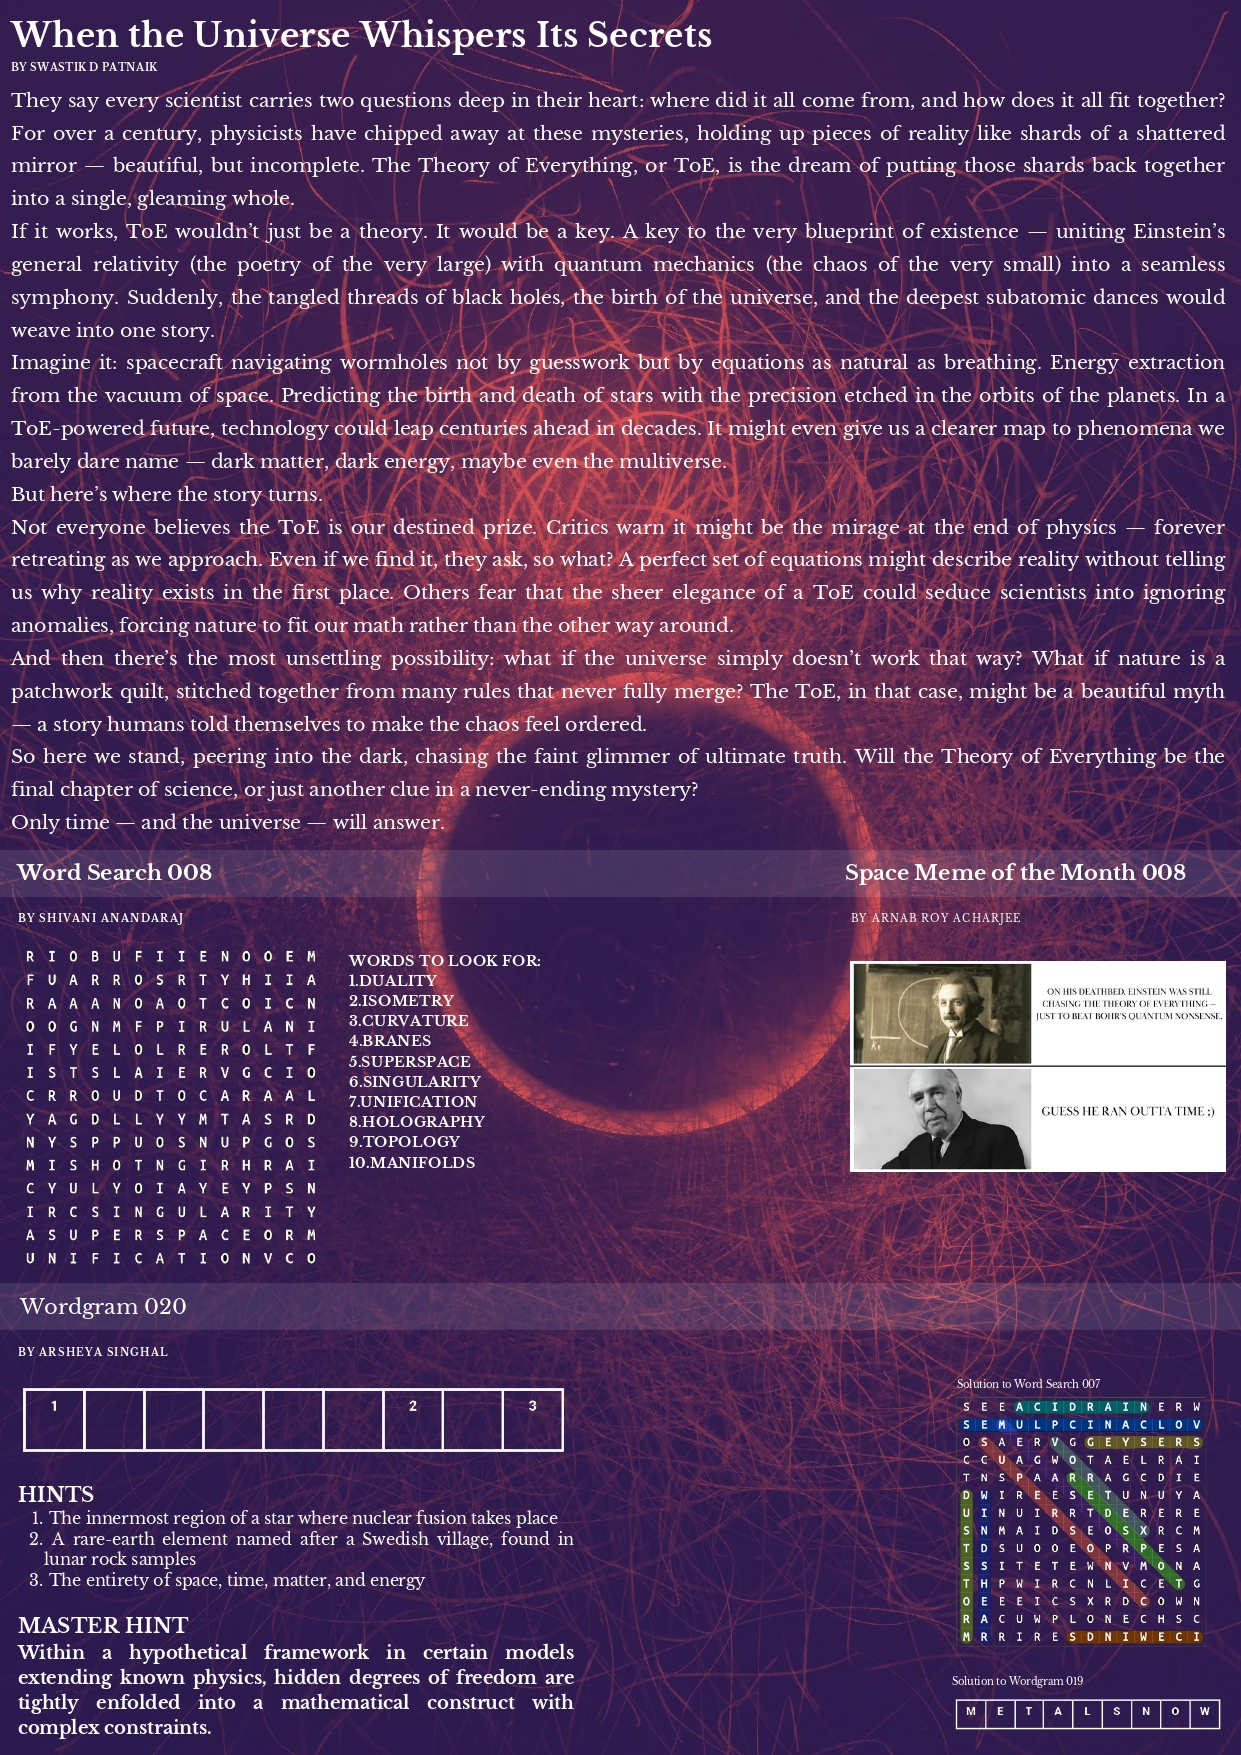 When the Universe Whispers Its Secrets
BY SWASTIK D PATNAIK
They say every scientist carries two questions deep in their heart: where did it all come from, and how does it all fit together?
For over a century, physicists have chipped away at these mysteries, holding up pieces of reality like shards of a shattered
mirror — beautiful, but incomplete. The Theory of Everything, or ToE, is the dream of putting those shards back together
into a single, gleaming whole.
If it works, ToE wouldn't just be a theory. It would be a key. A key to the very blueprint of existence — uniting Einstein's
general relativity (the poetry of the very large) with quantum mechanics (the chaos of the very small) into a seamless
symphony. Suddenly, the tangled threads of black holes, the birth of the universe, and the deepest subatomic dances would
weave into one story.
Imagine it: spacecraft navigating wormholes not by guesswork but by equations as natural as breathing. Energy extraction
from the vacuum of space. Predicting the birth and death of stars with the precision etched in the orbits of the planets. In a
ToE-powered future, technology could leap centuries ahead in decades. It might even give us a clearer map to phenomena we
barely dare name — dark matter, dark energy, maybe even the multiverse.
But here's where the story turns.
Not everyone believes the ToE is our destined prize. Critics warn it might be the mirage at the end of physics — forever
retreating as we approach. Even if we find it, they ask, so what? A perfect set of equations might describe reality without telling
us why reality exists in the first place. Others fear that the sheer elegance of a ToE could seduce scientists into ignoring
anomalies, forcing nature to fit our math rather than the other way around.
And then there's the most unsettling possibility: what if the universe simply doesn't work that way? What if nature is a
patchwork quilt, stitched together from many rules that never fully merge? The ToE, in that case, might be a beautiful myth
— a story humans told themselves to make the chaos feel ordered.
So here we stand, peering into the dark, chasing the faint glimmer of ultimate truth. Will the Theory of Everything be the
final chapter of science, or just another clue in a never-ending mystery?
Only time — and the universe — will answer.
Word Search 008
BY SHIVANI ANANDARAJ
R I O B U F I I E N O O E M
F U A R R O S R T Y H I I A
R A A A N O A O T C O I C N
O O G N M F P I R U L A N I
I F Y E L O L R E R O L T F
I S T S L A I E R V G C I O
C R R O U D T O C A R A A L
Y A G D L L Y Y M T A S R D
N Y S P P U O S N U P G O S
M I S H O T N G I R H R A I
C Y U L Y O I A Y E Y P S N
I R C S I N G U L A R I T Y
A S U P E R S P A C E O R M
U N I F I C A T I O N V C O
WORDS TO LOOK FOR:
1.DUALITY
2.ISOMETRY
3.CURVATURE
4.BRANES
5.SUPERSPACE
6.SINGULARITY
7.UNIFICATION
8.HOLOGRAPHY
9.TOPOLOGY
10.MANIFOLDS
Space Meme of the Month 008
BY ARNAB ROY ACHARJEE
ON HIS DEATHBED, EINSTEIN WAS STILL
CHASING THE THEORY OF EVERYTHING —
JUST TO BEAT BOHR'S QUANTUM NONSENSE.
GUESS HE RAN OUTTA TIME ;)
Wordgram 020
BY ARSHEYA SINGHAL
1 2 3
HINTS
1. The innermost region of a star where nuclear fusion takes place
2. A rare-earth element named after a Swedish village, found in
lunar rock samples
3. The entirety of space, time, matter, and energy
MASTER HINT
Within a hypothetical framework in certain models
extending known physics, hidden degrees of freedom are
tightly enfolded into a mathematical construct with
complex constraints.
Solution to Word Search 007
S E E A C I D R A I N E R W
S E M U L P C I N A C L O V
O S A E R V G G E Y S E R S
C C U A G W O T A E L R A I
T N S P A A R R A G C D I E
D W I R E E S E T U N U Y A
U I N U I R R T D E R E R E
S N M A I D S E O S X R C M
T D S U O O E O P R P E S A
S S I T E T E W N V M O N A
T H P W I R C N L I C E T G
O E E E I C S X R D C O W N
R A C U W P L O N E C H S C
M R R I R E S D N I W E C I
Solution to Wordgram 019
M E T A L S N O W